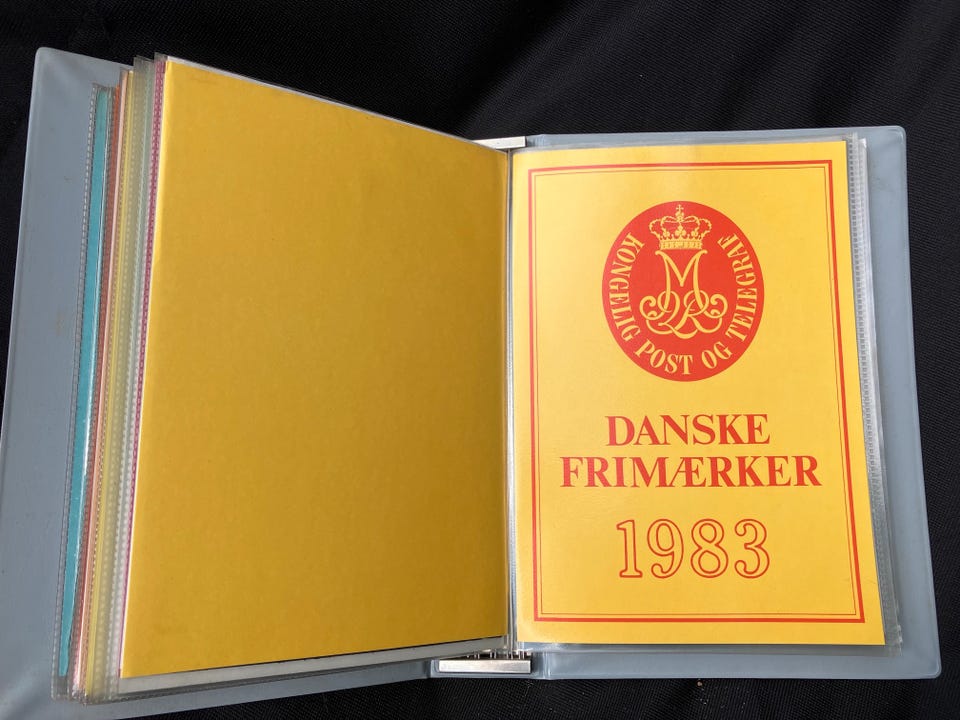 KONGELIG POST OG TELEGRAF
DANSKE
FRIMÆRKER
1983